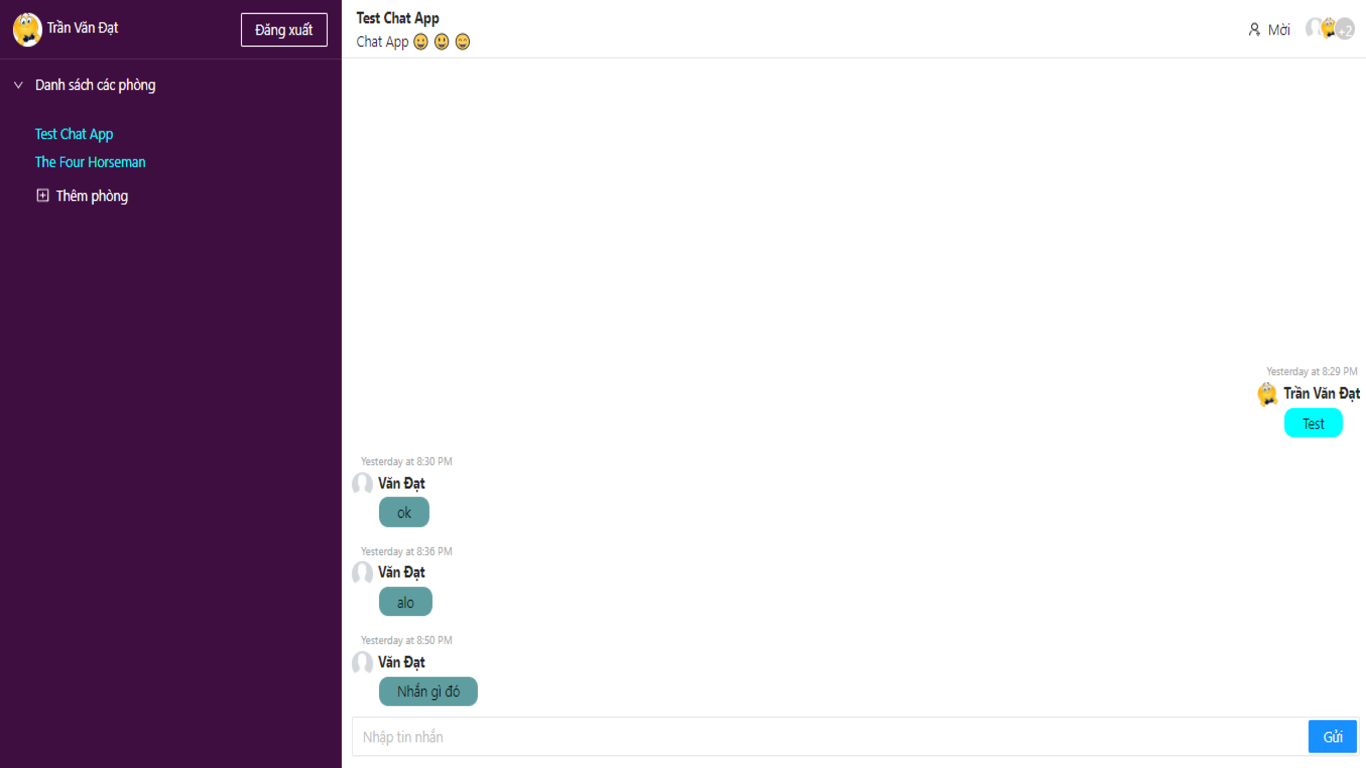 Trần Văn Đạt
Đăng xuất
Danh sách các phòng
Test Chat App
The Four Horseman
Thêm phòng
Test Chat App
Chat App 😀 😃 😄
Mời
+2
Yesterday at 8:29 PM
Trần Văn Đạt
Test
Yesterday at 8:30 PM
Văn Đạt
ok
Yesterday at 8:36 PM
Văn Đạt
alo
Yesterday at 8:50 PM
Văn Đạt
Nhắn gì đó
Nhập tin nhắn
Gửi